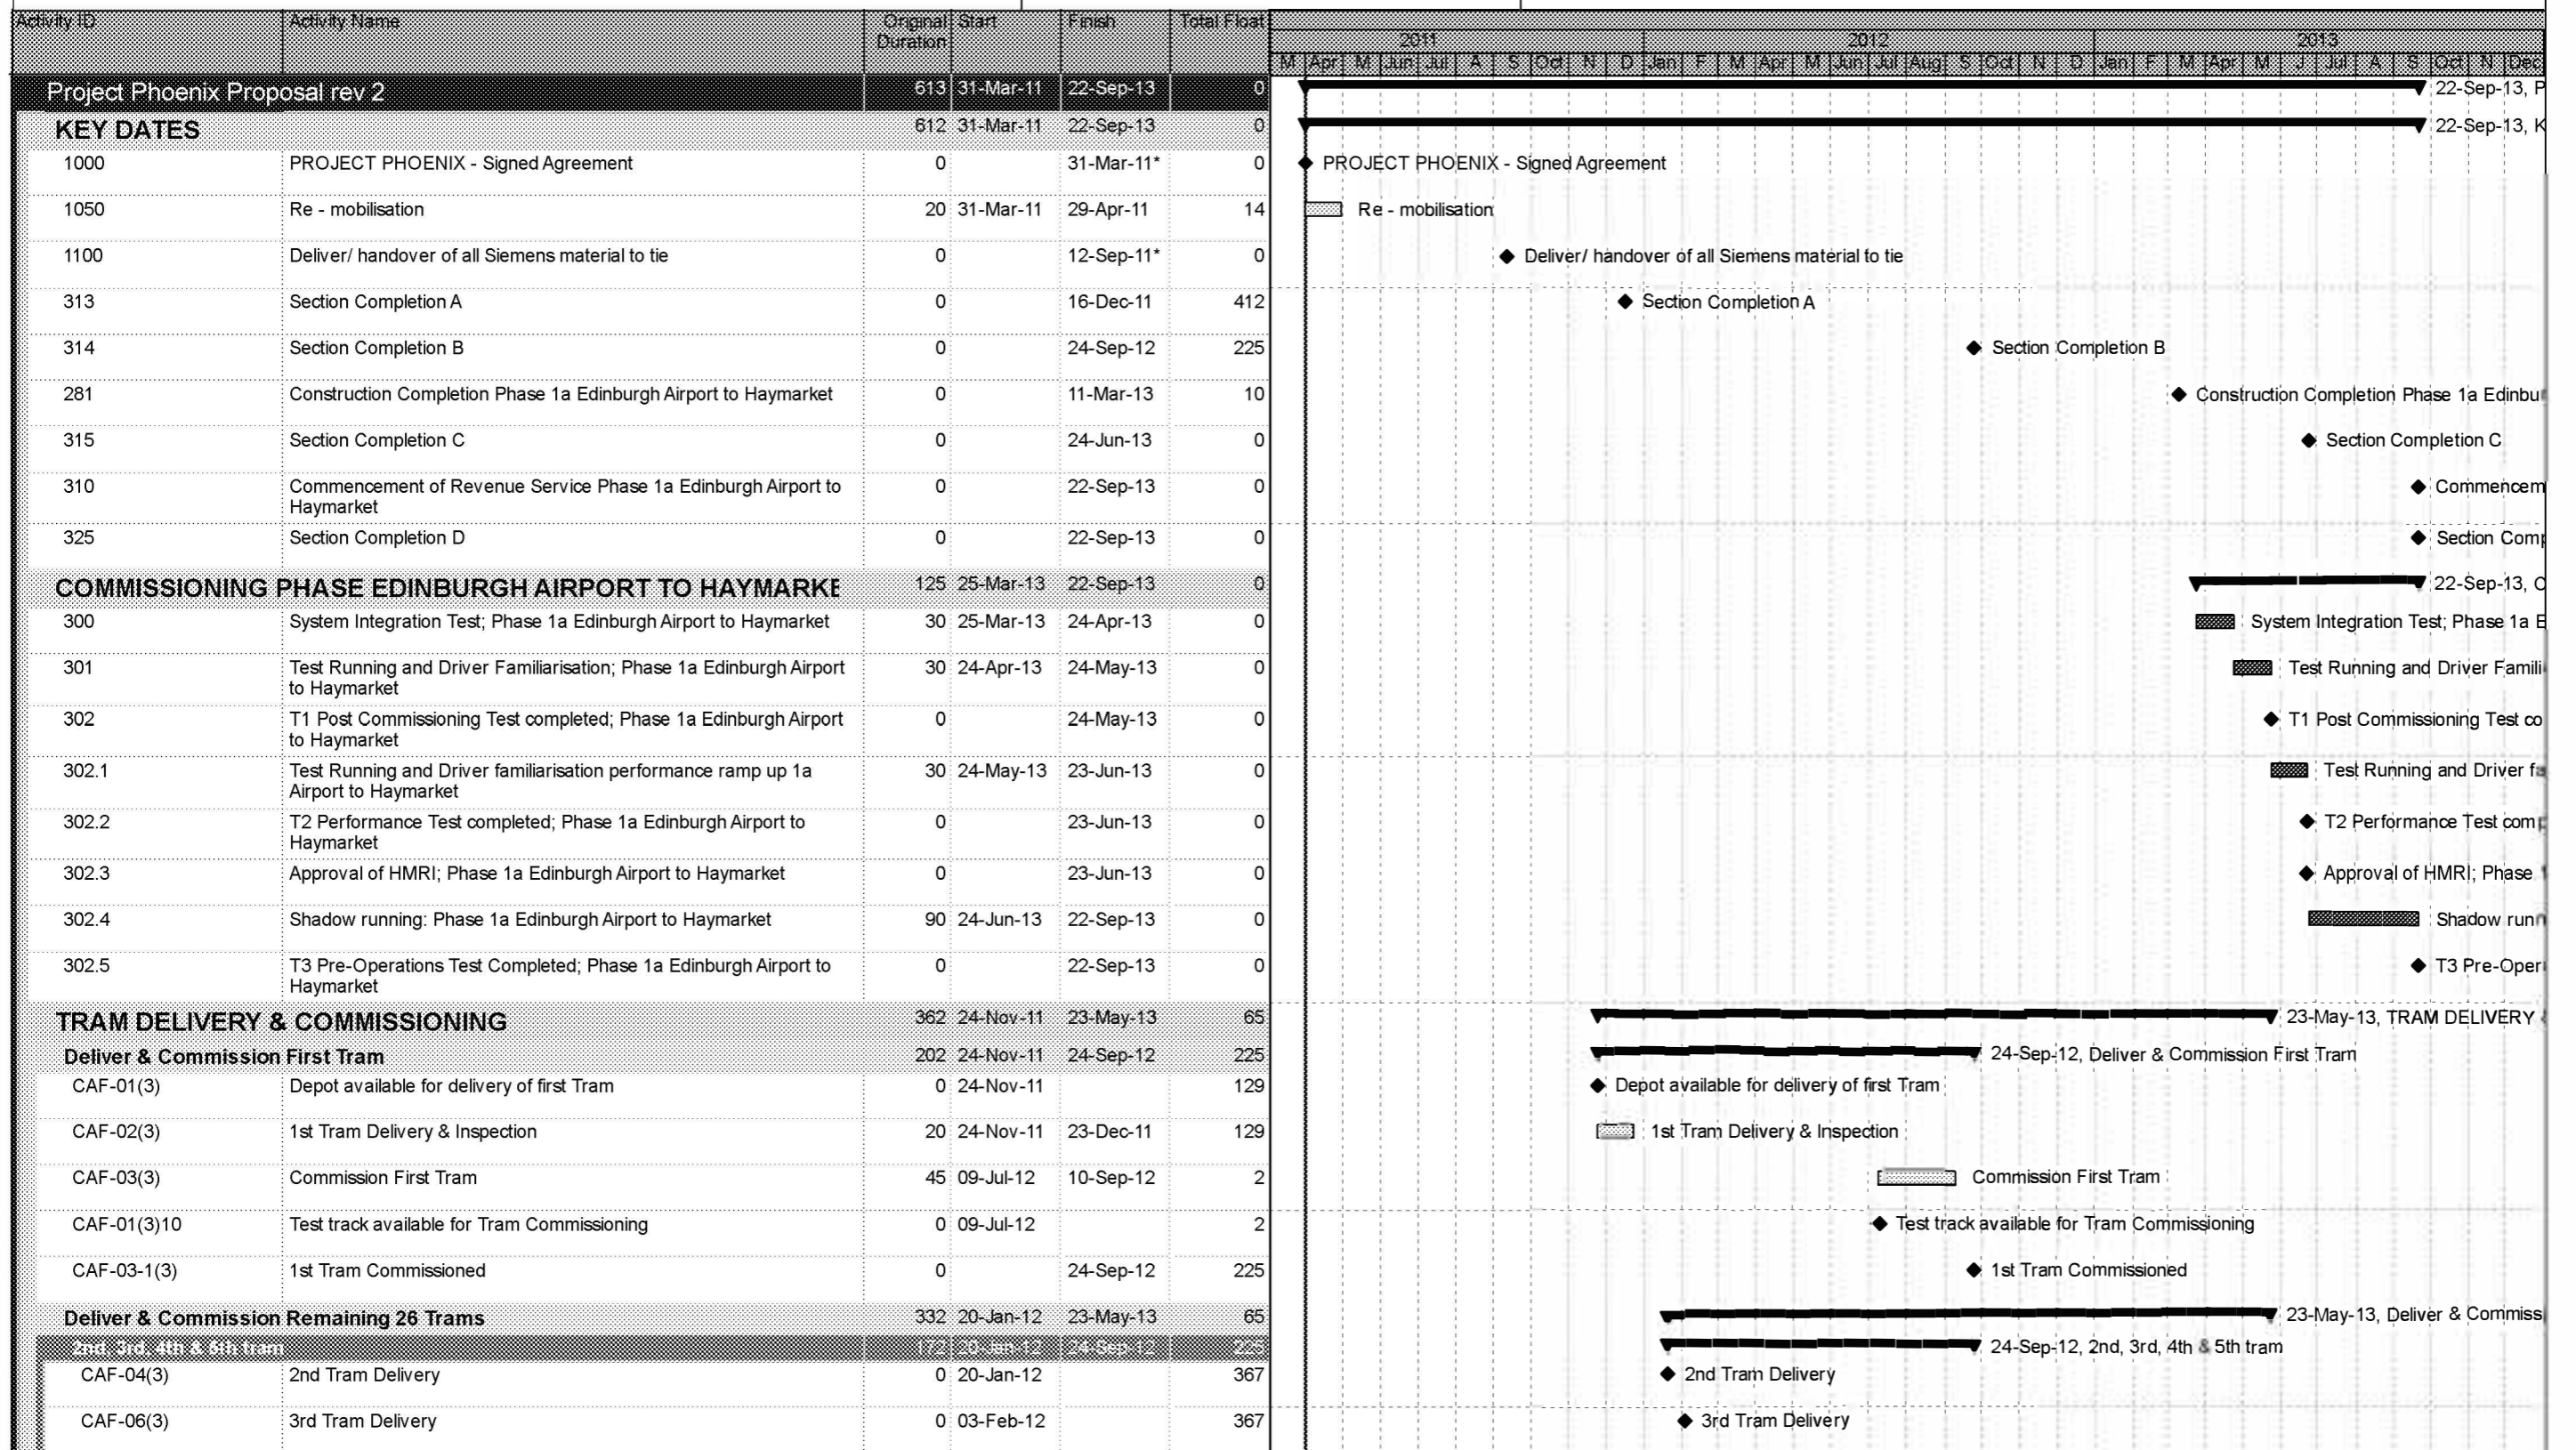 Activity ID Activity Name Original Duration Start Finish Total Float
2011 2012 2013
M Apr M Jun Jul A S Oct N D Jan F M Apr M Jun Jul Aug S Oct N D Jan F M Apr M J Jul A S Oct N Dec
Project Phoenix Proposal rev 2 613 31-Mar-11 22-Sep-13 0 22-Sep-13, P
KEY DATES 612 31-Mar-11 22-Sep-13 0 22-Sep-13, K
1000 PROJECT PHOENIX - Signed Agreement 0 31-Mar-11* 0 PROJECT PHOENIX - Signed Agreement
1050 Re - mobilisation 20 31-Mar-11 29-Apr-11 14 Re - mobilisation
1100 Deliver/ handover of all Siemens material to tie 0 12-Sep-11* 0 Deliver/ handover of all Siemens material to tie
313 Section Completion A 0 16-Dec-11 412 Section Completion A
314 Section Completion B 0 24-Sep-12 225 Section Completion B
281 Construction Completion Phase 1a Edinburgh Airport to Haymarket 0 11-Mar-13 10 Construction Completion Phase 1a Edinbu
315 Section Completion C 0 24-Jun-13 0 Section Completion C
310 Commencement of Revenue Service Phase 1a Edinburgh Airport to 0 22-Sep-13 0 Commencem
Haymarket
325 Section Completion D 0 22-Sep-13 0 Section Comp
COMMISSIONING PHASE EDINBURGH AIRPORT TO HAYMARKE 125 25-Mar-13 22-Sep-13 0 22-Sep-13, C
300 System Integration Test; Phase 1a Edinburgh Airport to Haymarket 30 25-Mar-13 24-Apr-13 0 System Integration Test; Phase 1a E
301 Test Running and Driver Familiarisation; Phase 1a Edinburgh Airport 30 24-Apr-13 24-May-13 0 Test Running and Driver Famili
to Haymarket
302 T1 Post Commissioning Test completed; Phase 1a Edinburgh Airport 0 24-May-13 0 T1 Post Commissioning Test co
to Haymarket
302.1 Test Running and Driver familiarisation performance ramp up 1a 30 24-May-13 23-Jun-13 0 Test Running and Driver fa
Airport to Haymarket
302.2 T2 Performance Test completed; Phase 1a Edinburgh Airport to 0 23-Jun-13 0 T2 Performance Test comp
Haymarket
302.3 Approval of HMRI; Phase 1a Edinburgh Airport to Haymarket 0 23-Jun-13 0 Approval of HMRI; Phase
302.4 Shadow running: Phase 1a Edinburgh Airport to Haymarket 90 24-Jun-13 22-Sep-13 0 Shadow runn
302.5 T3 Pre-Operations Test Completed; Phase 1a Edinburgh Airport to 0 22-Sep-13 0 T3 Pre-Oper
Haymarket
TRAM DELIVERY & COMMISSIONING 362 24-Nov-11 23-May-13 65 23-May-13, TRAM DELIVERY
Deliver & Commission First Tram 202 24-Nov-11 24-Sep-12 225 24-Sep-12, Deliver & Commission First Tram
CAF-01(3) Depot available for delivery of first Tram 0 24-Nov-11 129 Depot available for delivery of first Tram
CAF-02(3) 1st Tram Delivery & Inspection 20 24-Nov-11 23-Dec-11 129 1st Tram Delivery & Inspection
CAF-03(3) Commission First Tram 45 09-Jul-12 10-Sep-12 2 Commission First Tram
CAF-01(3)10 Test track available for Tram Commissioning 0 09-Jul-12 2 Test track available for Tram Commissioning
CAF-03-1(3) 1st Tram Commissioned 0 24-Sep-12 225 1st Tram Commissioned
Deliver & Commission Remaining 26 Trams 332 20-Jan-12 23-May-13 65 23-May-13, Deliver & Commiss
2nd, 3rd, 4th & 5th tram 172 20-Jan-12 24-Sep-12 225 24-Sep-12, 2nd, 3rd, 4th & 5th tram
CAF-04(3) 2nd Tram Delivery 0 20-Jan-12 367 2nd Tram Delivery
CAF-06(3) 3rd Tram Delivery 0 03-Feb-12 367 3rd Tram Delivery